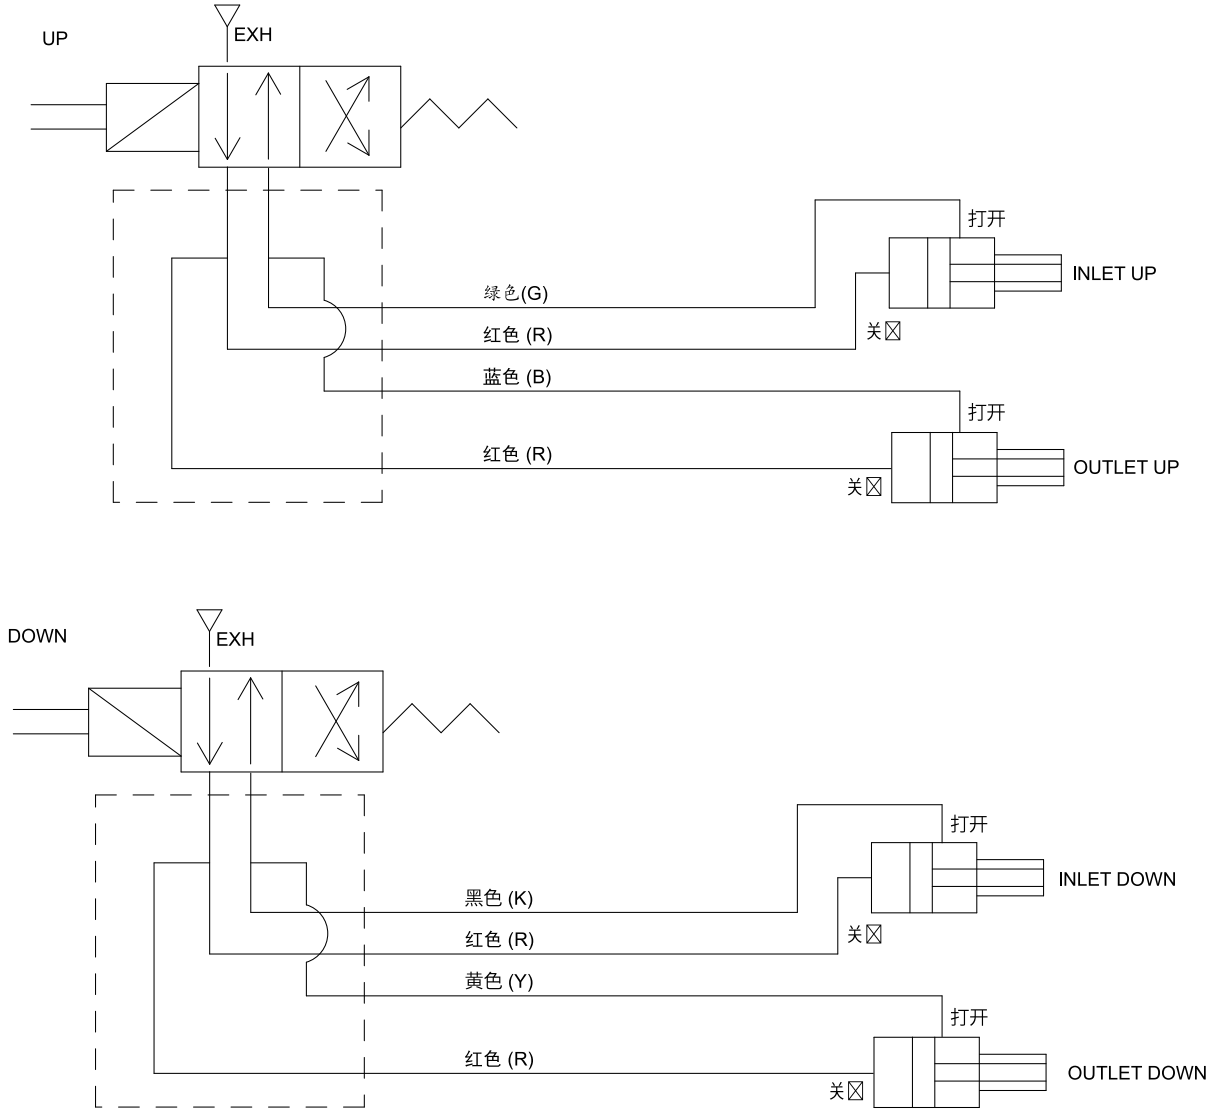 UP
EXH
打开
INLET UP
绿色(G)
关
红色 (R)
蓝色 (B)
打开
红色 (R)
OUTLET UP
关
DOWN
EXH
打开
INLET DOWN
黑色 (K)
关
红色 (R)
黄色 (Y)
打开
红色 (R)
OUTLET DOWN
关